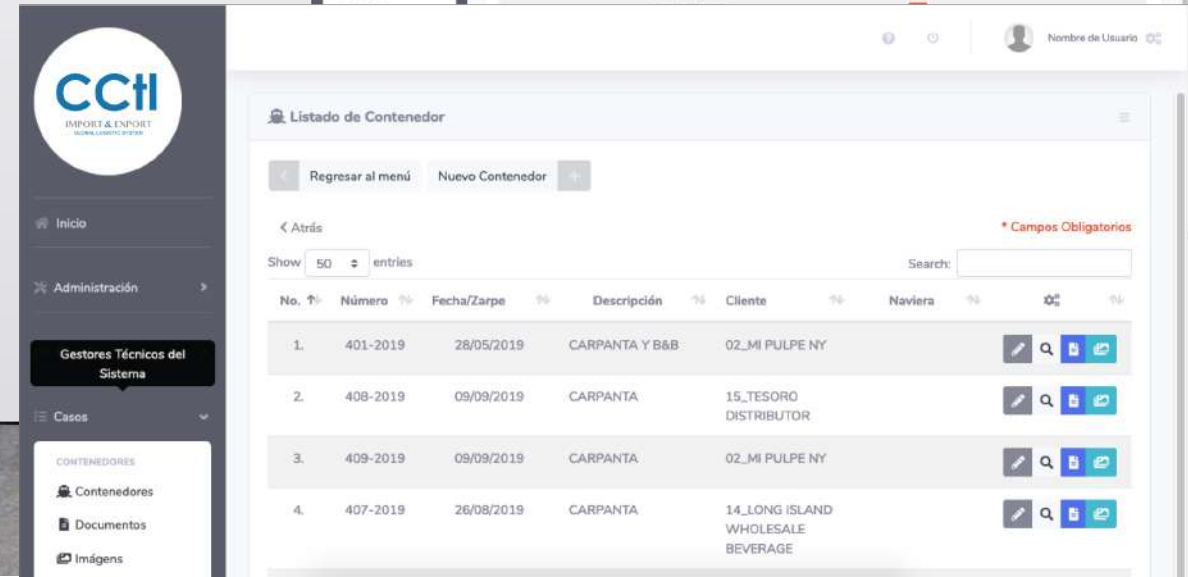 Nombre de Usuario
CCtl
IMPORT & EXPORT
GLOBAL LOGISTIC SYSTEM
Inicio
Administración
Gestores Técnicos del
Sistema
Casos
CONTENEDORES
Contenedores
Documentos
Imágens
Listado de Contenedor
Regresar al menú Nuevo Contenedor
Atrás
* Campos Obligatorios
Show 50 entries Search:
No. Número Fecha/Zarpe Descripción Cliente Naviera
1. 401-2019 28/05/2019 CARPANTA Y B&B 02_MI PULPE NY
2. 408-2019 09/09/2019 CARPANTA 15_TESORO
DISTRIBUTOR
3. 409-2019 09/09/2019 CARPANTA 02_MI PULPE NY
4. 407-2019 26/08/2019 CARPANTA 14_LONG ISLAND
WHOLESALE
BEVERAGE